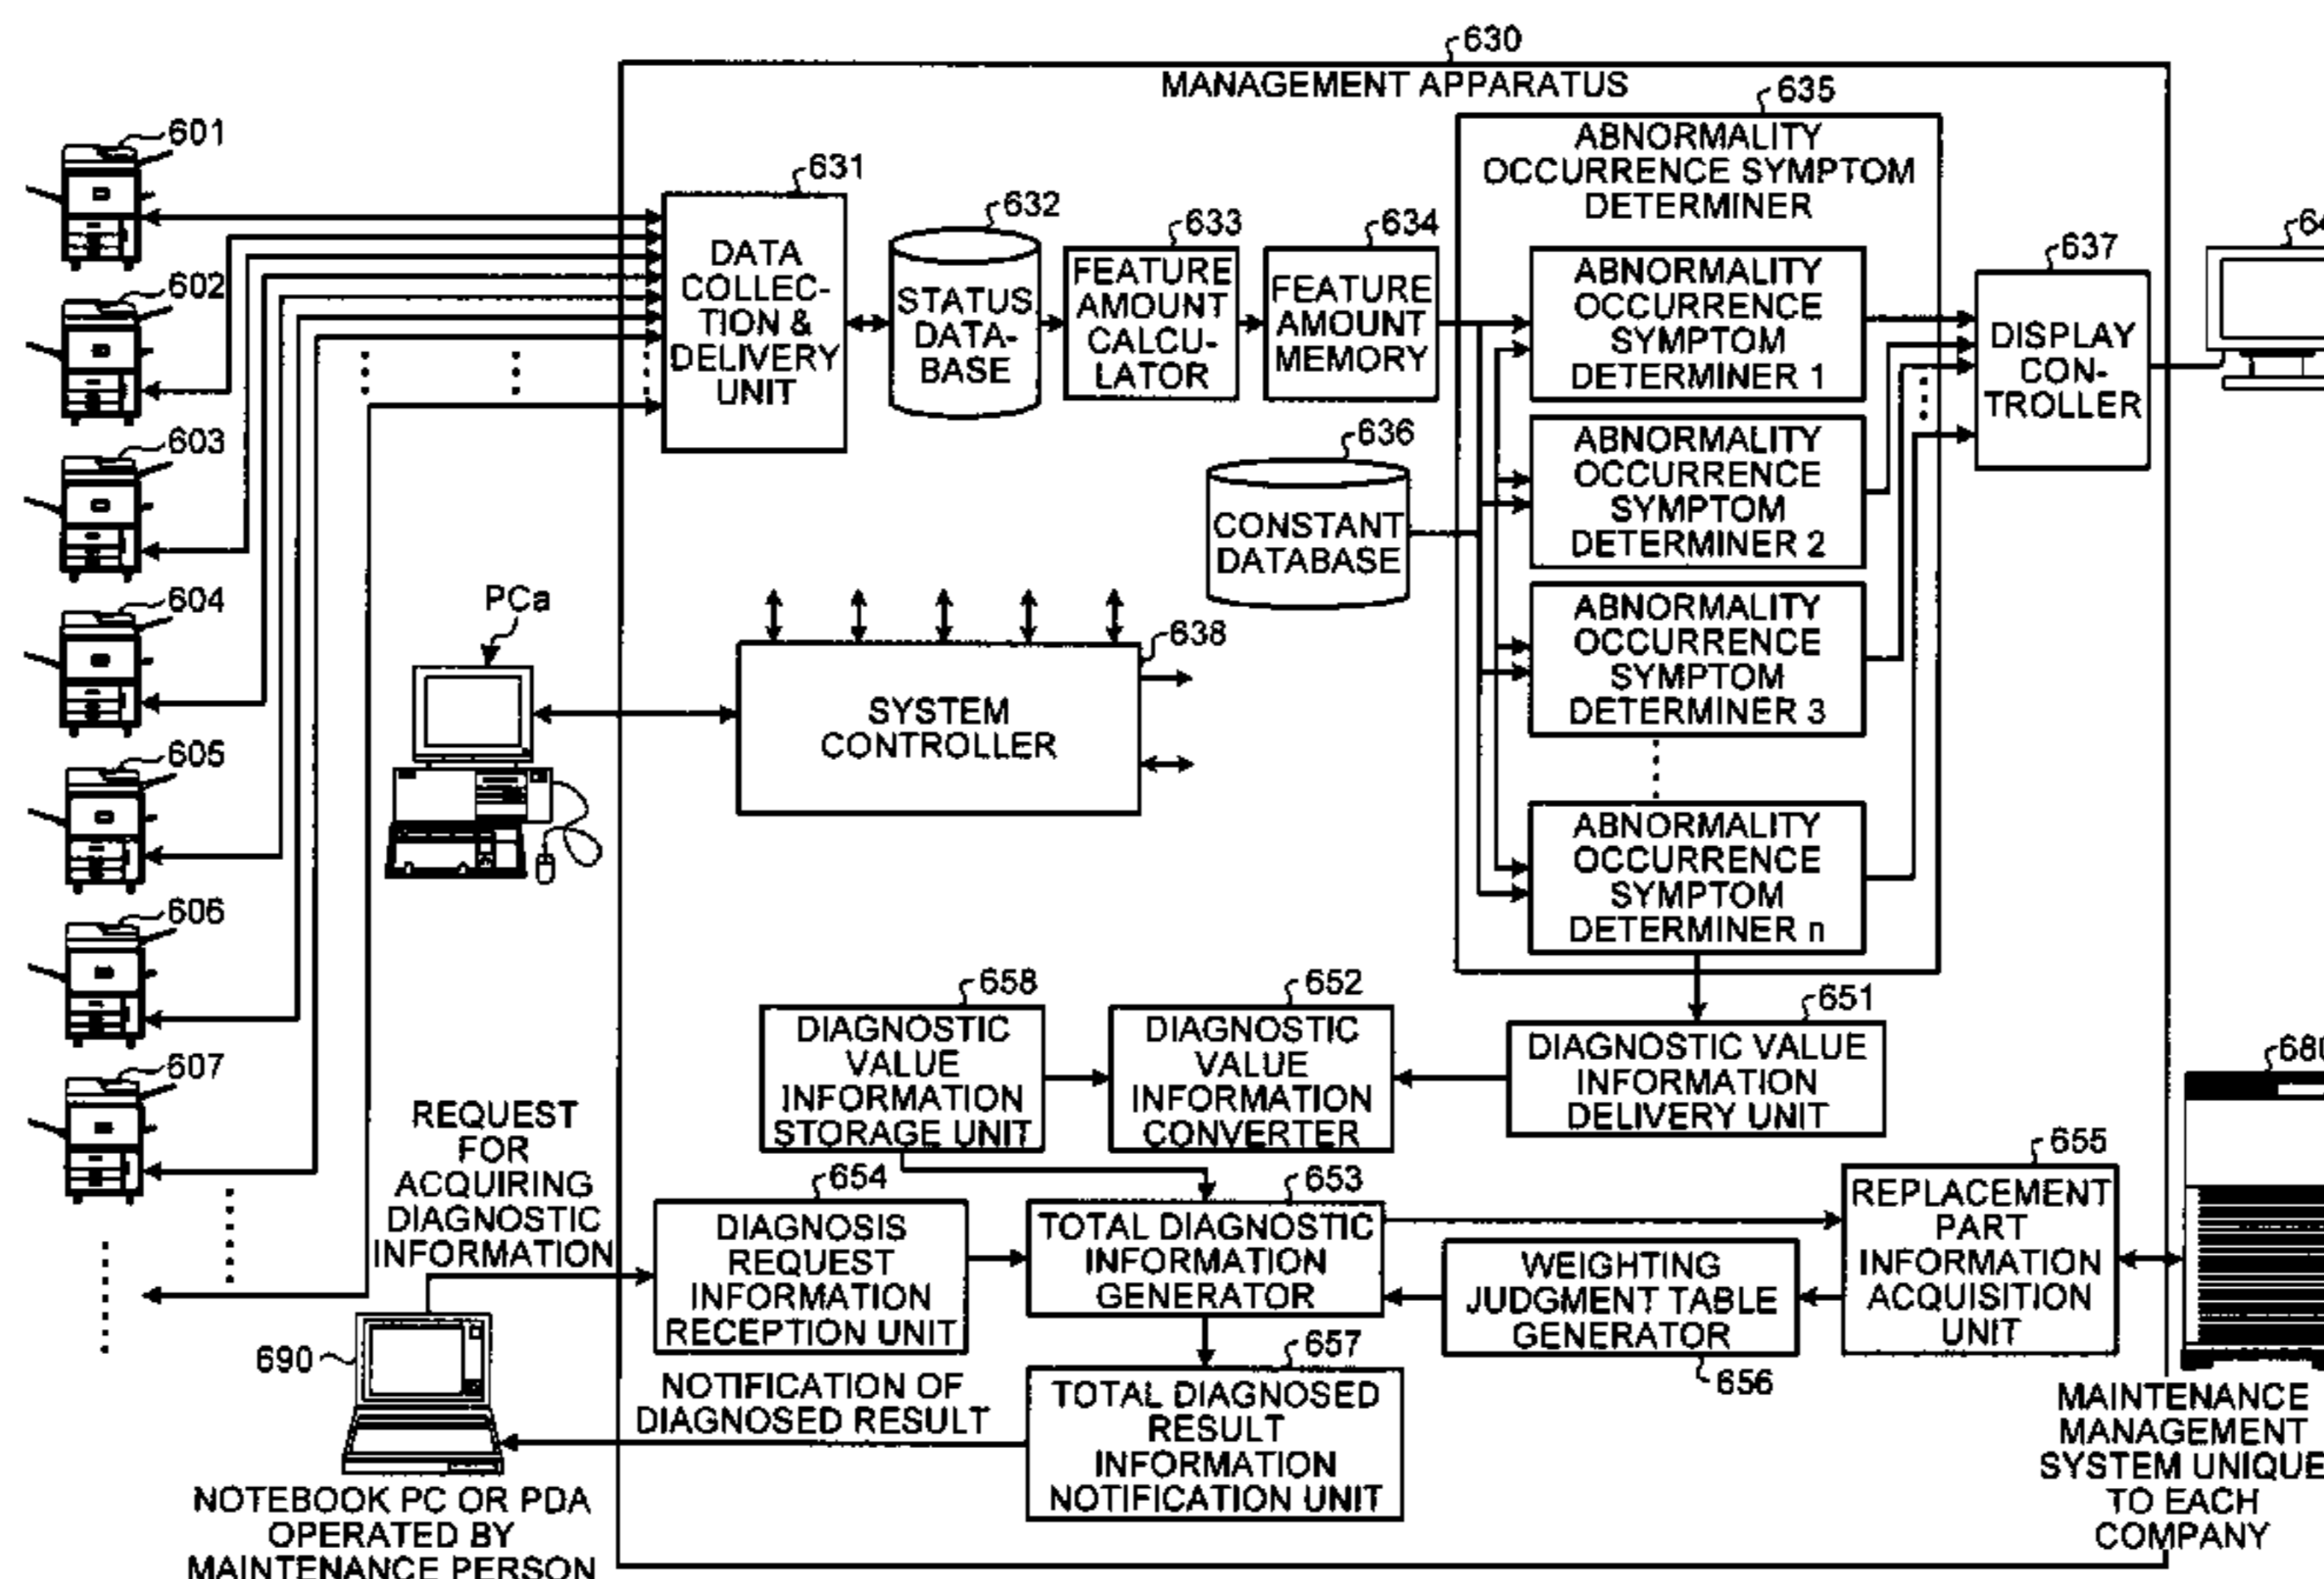 630
MANAGEMENT APPARATUS
635
ABNORMALITY
OCCURRENCE SYMPTOM
DETERMINER
601
602
603
604
605
606
607
631
DATA
COLLEC-
TION &
DELIVERY
UNIT
632
STATUS
DATA-
BASE
633
FEATURE
AMOUNT
CALCU-
LATOR
634
FEATURE
AMOUNT
MEMORY
ABNORMALITY
OCCURRENCE
SYMPTOM
DETERMINER 1
ABNORMALITY
OCCURRENCE
SYMPTOM
DETERMINER 2
ABNORMALITY
OCCURRENCE
SYMPTOM
DETERMINER 3
ABNORMALITY
OCCURRENCE
SYMPTOM
DETERMINER n
637
DISPLAY
CON-
TROLLER
636
CONSTANT
DATABASE
PCa
638
SYSTEM
CONTROLLER
658
DIAGNOSTIC
VALUE
INFORMATION
STORAGE UNIT
652
DIAGNOSTIC
VALUE
INFORMATION
CONVERTER
651
DIAGNOSTIC VALUE
INFORMATION
DELIVERY UNIT
REQUEST
FOR
ACQUIRING
DIAGNOSTIC
INFORMATION
654
DIAGNOSIS
REQUEST
INFORMATION
RECEPTION UNIT
653
TOTAL DIAGNOSTIC
INFORMATION
GENERATOR
WEIGHTING
JUDGMENT TABLE
GENERATOR
656
655
REPLACEMENT
PART
INFORMATION
ACQUISITION
UNIT
680
MAINTENANCE
MANAGEMENT
SYSTEM UNIQUE
TO EACH
COMPANY
690
NOTIFICATION OF
DIAGNOSED RESULT
657
TOTAL DIAGNOSED
RESULT
INFORMATION
NOTIFICATION UNIT
NOTEBOOK PC OR PDA
OPERATED BY
MAINTENANCE PERSON